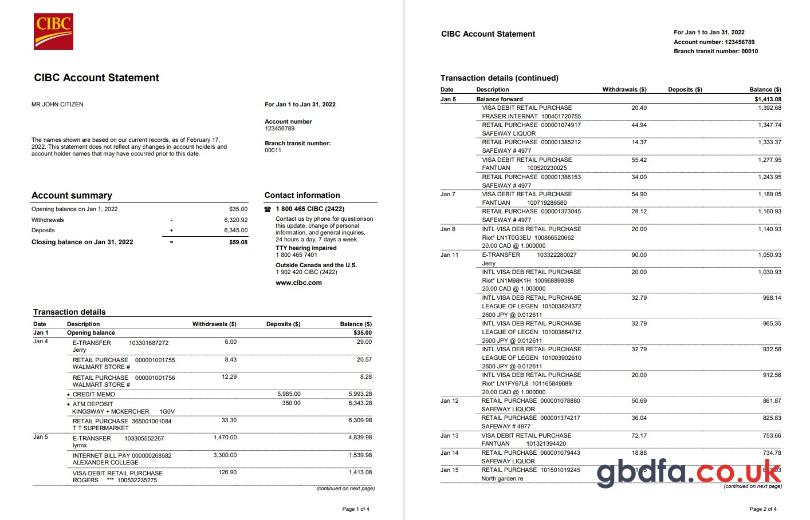 CIBC
CIBC Account Statement
MR JOHN CITIZEN
For Jan 1 to Jan 31, 2022
Account number
123456789
Branch transit number:
00011
The names shown are based on our current records, as of February 17,
2022. This statement does not reflect any changes in account holders and
account holder names that may have occurred prior to this date.
Account summary
Opening balance on Jan 1, 2022 $35.00
Withdrawals - 6,320.92
Deposits + 6,345.00
Closing balance on Jan 31, 2022 = $59.08
Contact information
☎ 1 800 465 CIBC (2422)
Contact us by phone for questionson
this update, change of personal
information, and general inquiries,
24 hours a day, 7 days a week.
TTY hearing impaired
1 800 465 7401
Outside Canada and the U.S.
1 902 420 CIBC (2422)
www.cibc.com
Transaction details
Date Description Withdrawals ($) Deposits ($) Balance ($)
Jan 1 Opening balance $35.00
Jan 4 E-TRANSFER 103301687272 6.00 29.00
Jerry
RETAIL PURCHASE 000001001755 8.43 20.57
WALMART STORE #
RETAIL PURCHASE 000001001756 12.29 8.28
WALMART STORE #
• CREDIT MEMO 5,985.00 5,993.28
• ATM DEPOSIT 350.00 6,343.28
KINGSWAY + MCKERCHER 1G0V
RETAIL PURCHASE 365001001084 33.30 6,309.98
T T SUPERMARKET
Jan 5 E-TRANSFER 103305552267 1,470.00 4,839.98
lyrmx
INTERNET BILL PAY 000000268582 3,300.00 1,539.98
ALEXANDER COLLEGE
VISA DEBIT RETAIL PURCHASE 126.90 1,413.08
ROGERS *** 100532235275
(continued on next page)
Page 1 of 4
CIBC Account Statement
For Jan 1 to Jan 31, 2022
Account number: 123456789
Branch transit number: 00010
Transaction details (continued)
Date Description Withdrawals ($) Deposits ($) Balance ($)
Jan 6 Balance forward $1,413.08
VISA DEBIT RETAIL PURCHASE 20.40 1,392.68
FRASER INTERNAT 100401720755
RETAIL PURCHASE 000001074917 44.94 1,347.74
SAFEWAY LIQUOR
RETAIL PURCHASE 000001385212 14.37 1,333.37
SAFEWAY # 4977
VISA DEBIT RETAIL PURCHASE 55.42 1,277.95
FANTUAN 100520230025
RETAIL PURCHASE 000001388153 34.00 1,243.95
SAFEWAY # 4977
Jan 7 VISA DEBIT RETAIL PURCHASE 54.90 1,189.05
FANTUAN 100719286580
RETAIL PURCHASE 000001373045 28.12 1,160.93
SAFEWAY # 4977
Jan 8 INTL VISA DEB RETAIL PURCHASE 20.00 1,140.93
Riot* LN1T0G3EU 100866520662
20.00 CAD @ 1.000000
Jan 11 E-TRANSFER 103322280027 90.00 1,050.93
Jerry
INTL VISA DEB RETAIL PURCHASE 20.00 1,030.93
Riot* LN1M98K1H 100968899388
20.00 CAD @ 1.000000
INTL VISA DEB RETAIL PURCHASE 32.79 998.14
LEAGUE OF LEGEN 101003824372
2600 JPY @ 0.012611
INTL VISA DEB RETAIL PURCHASE 32.79 965.35
LEAGUE OF LEGEN 101003884712
2600 JPY @ 0.012611
INTL VISA DEB RETAIL PURCHASE 32.79 932.56
LEAGUE OF LEGEN 101003902610
2600 JPY @ 0.012611
INTL VISA DEB RETAIL PURCHASE 20.00 912.56
Riot* LN1FY67L8 101165849689
20.00 CAD @ 1.000000
Jan 12 RETAIL PURCHASE 000001078880 50.69 861.87
SAFEWAY LIQUOR
RETAIL PURCHASE 000001374217 36.04 825.83
SAFEWAY # 4977
Jan 13 VISA DEBIT RETAIL PURCHASE 72.17 753.66
FANTUAN 101321394420
Jan 14 RETAIL PURCHASE 000001079443 18.88 734.78
SAFEWAY LIQUOR
Jan 15 RETAIL PURCHASE 101501019245
North garden re
(continued on next page)
gbdfa.co.uk
Page 2 of 4